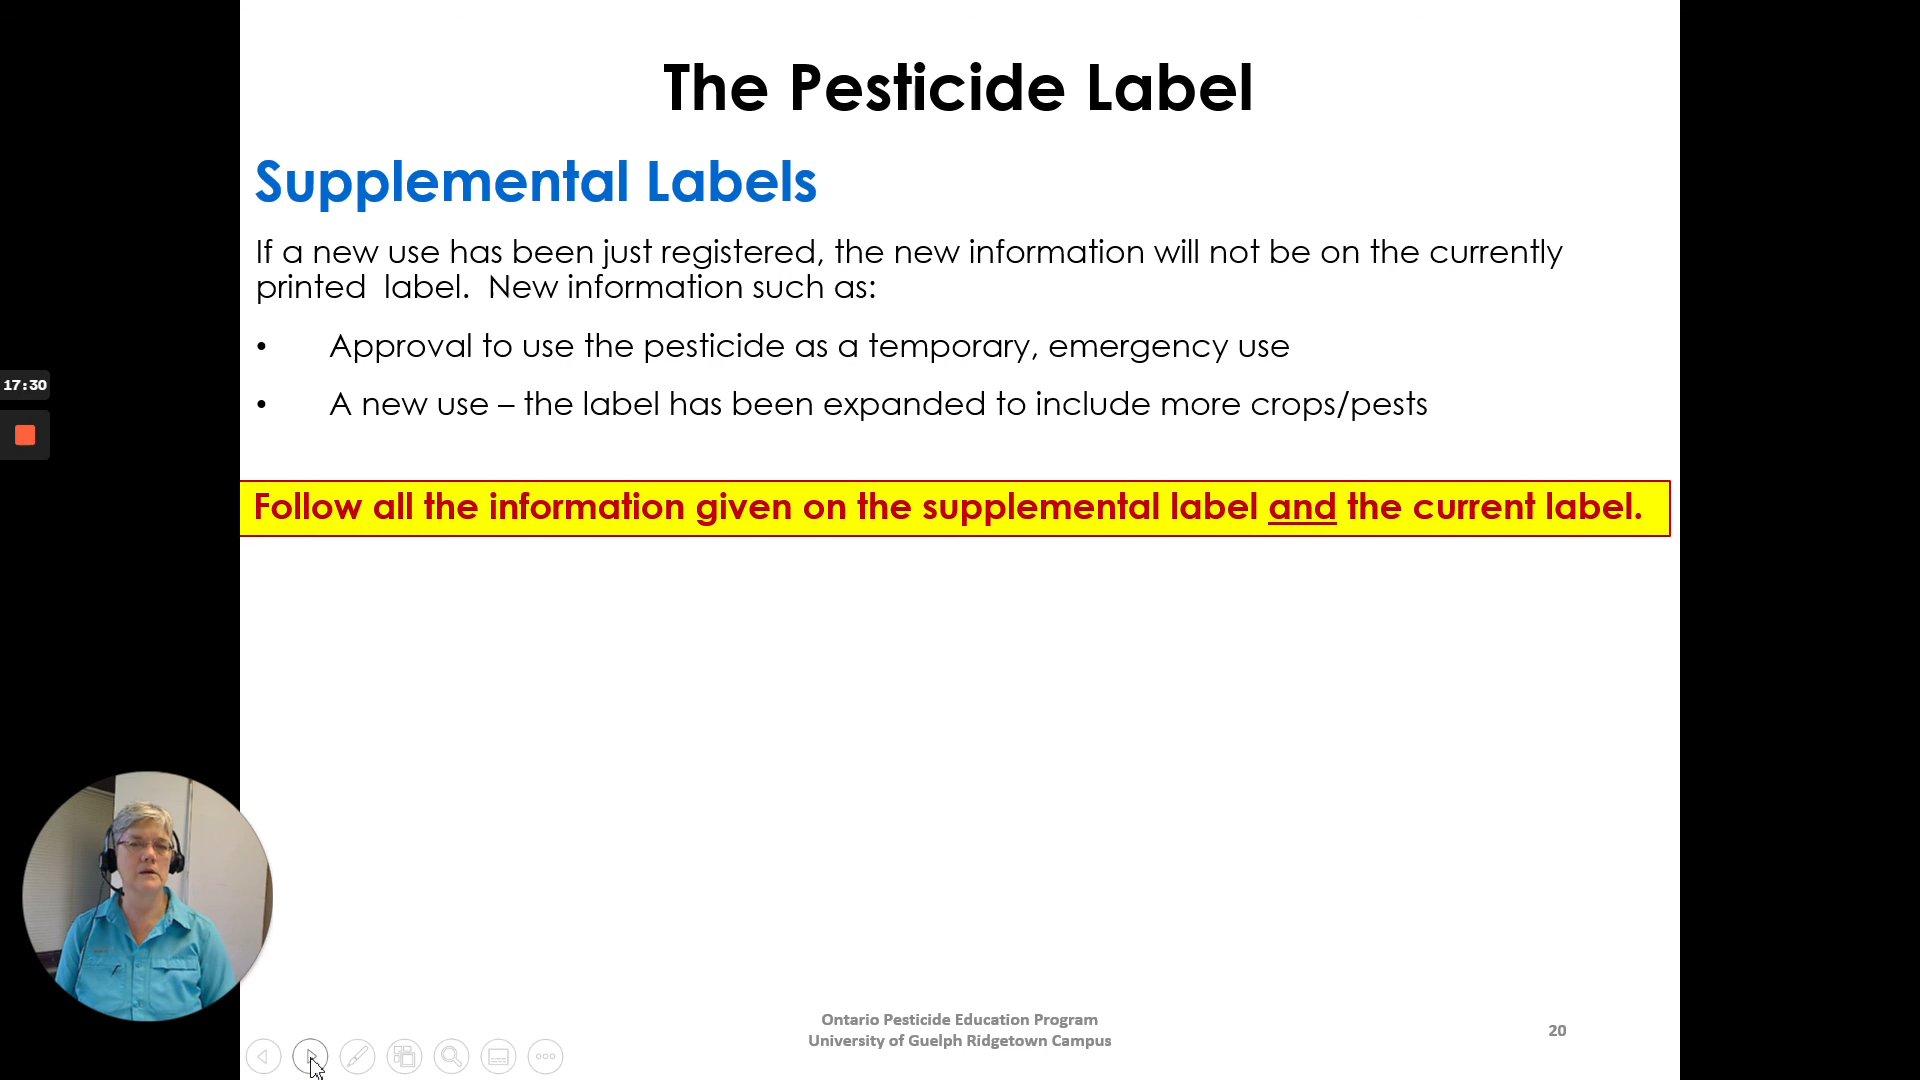 The Pesticide Label
Supplemental Labels
If a new use has been just registered, the new information will not be on the currently
printed  label.  New information such as:
• Approval to use the pesticide as a temporary, emergency use
• A new use – the label has been expanded to include more crops/pests
17:30
Follow all the information given on the supplemental label and the current label.
Ontario Pesticide Education Program
University of Guelph Ridgetown Campus
20